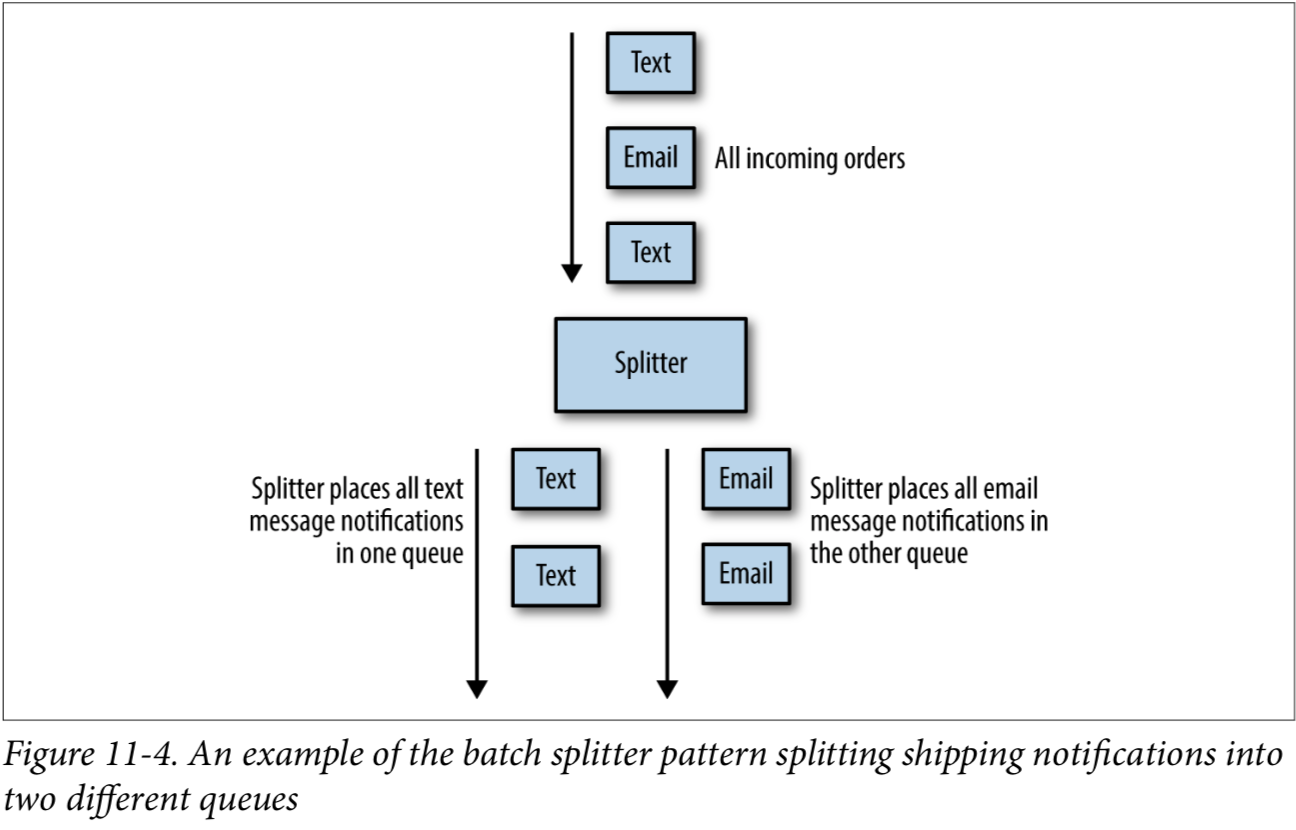 Text
Email
All incoming orders
Text
Splitter
Splitter places all text
message notifications
in one queue
Text
Text
Email
Email
Splitter places all email
message notifications in
the other queue
Figure 11-4. An example of the batch splitter pattern splitting shipping notifications into
two different queues